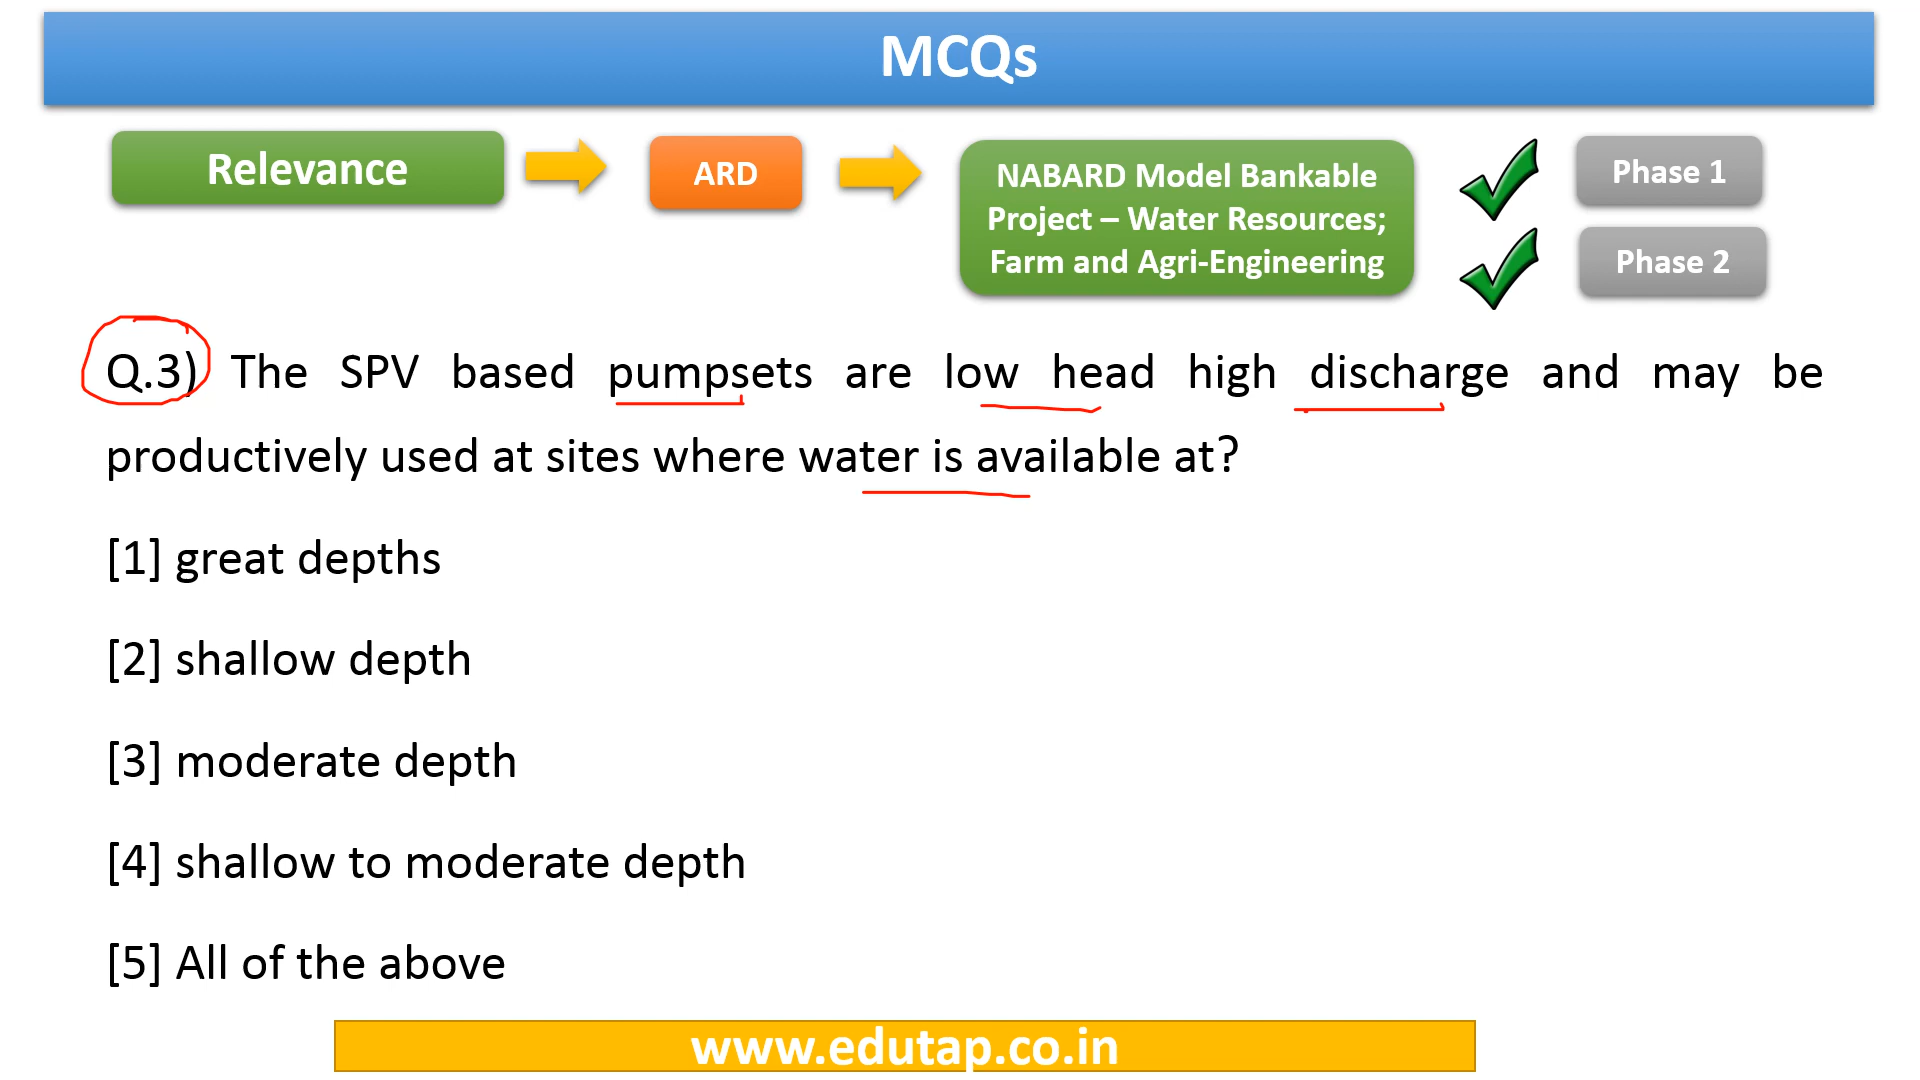 MCQs
Relevance
ARD
NABARD Model Bankable
Project – Water Resources;
Farm and Agri-Engineering
Phase 1
Phase 2
Q.3) The SPV based pumpsets are low head high discharge and may be
productively used at sites where water is available at?
[1] great depths
[2] shallow depth
[3] moderate depth
[4] shallow to moderate depth
[5] All of the above
www.edutap.co.in